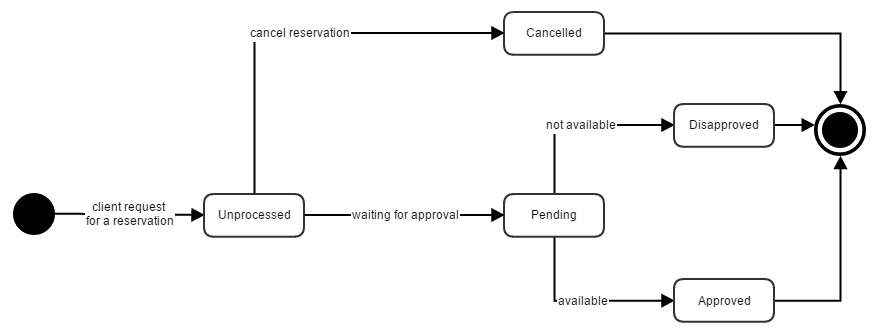 cancel reservation
Cancelled
not available
Disapproved
client request
for a reservation
Unprocessed
waiting for approval
Pending
available
Approved